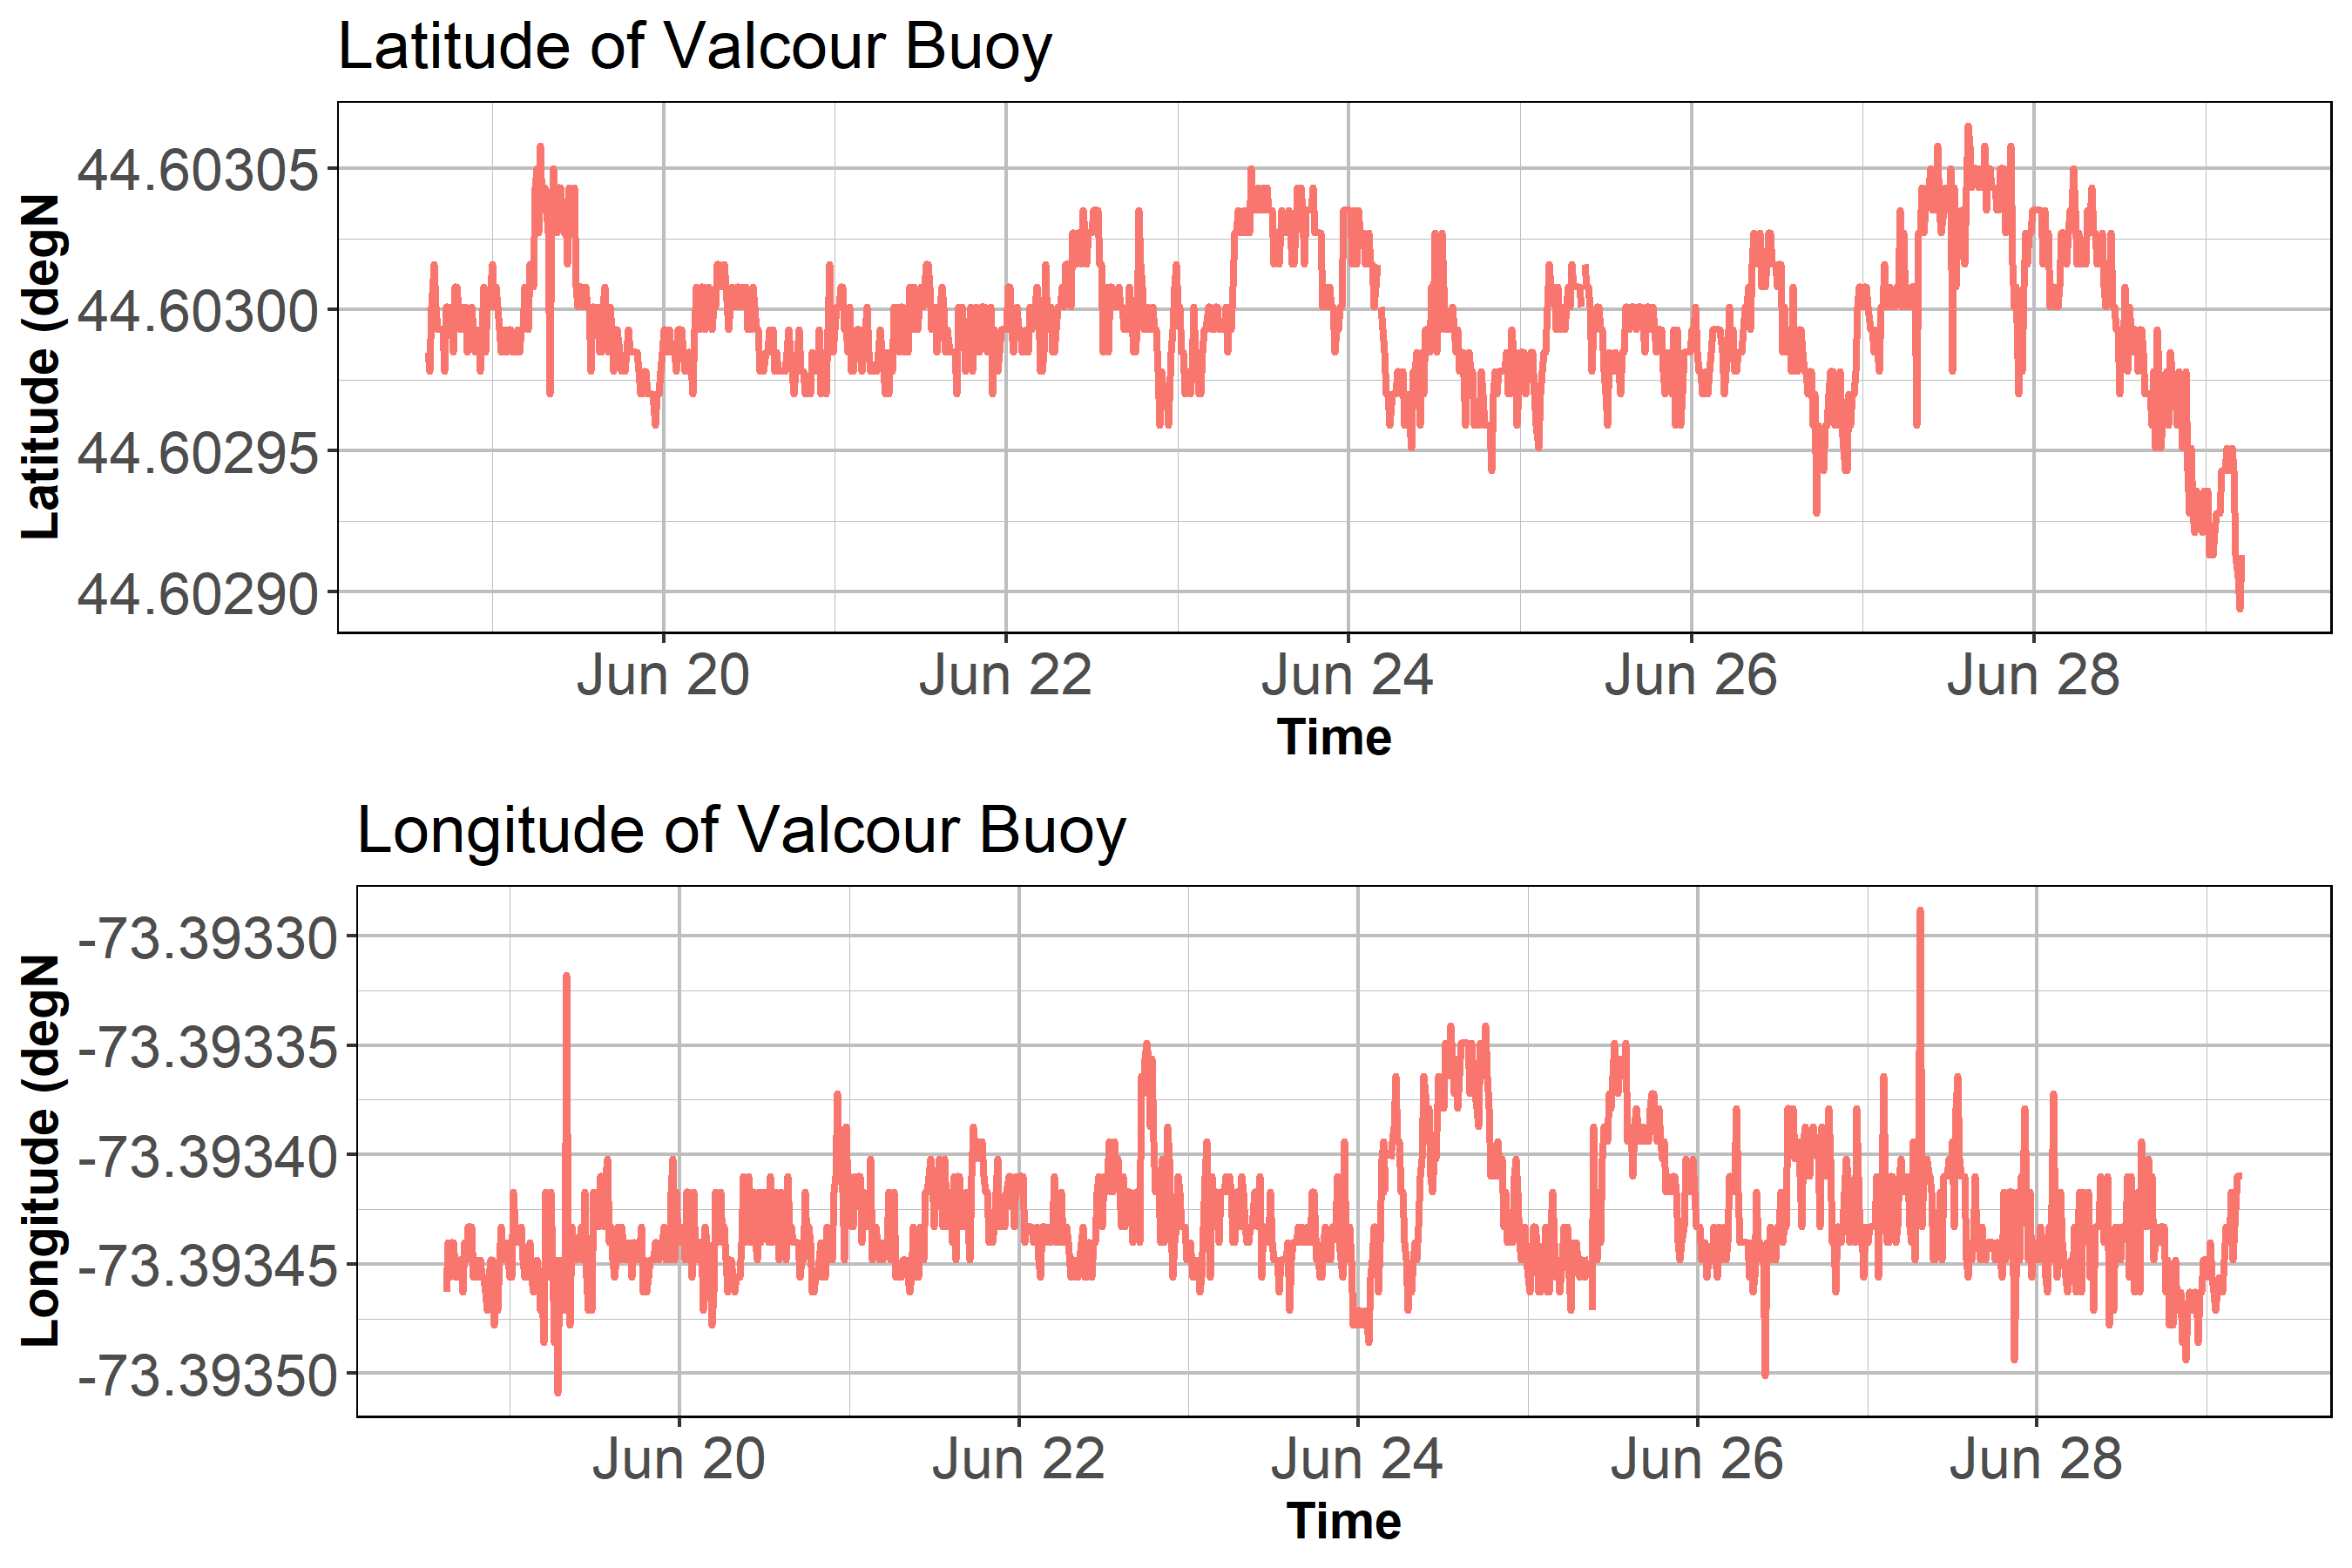 Latitude of Valcour Buoy
Latitude (degN
44.60305
44.60300
44.60295
44.60290
Jun 20 Jun 22 Jun 24 Jun 26 Jun 28
Time
Longitude of Valcour Buoy
Longitude (degN
-73.39330
-73.39335
-73.39340
-73.39345
-73.39350
Jun 20 Jun 22 Jun 24 Jun 26 Jun 28
Time